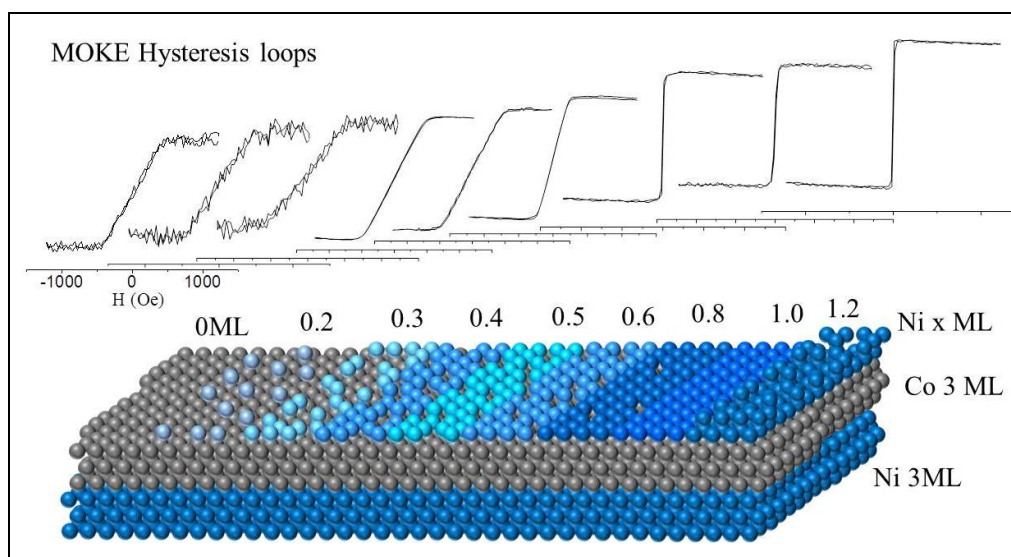 MOKE Hysteresis loops
-1000 0 1000
H (Oe)
0ML 0.2 0.3 0.4 0.5 0.6 0.8 1.0 1.2 Ni x ML
Co 3 ML
Ni 3ML